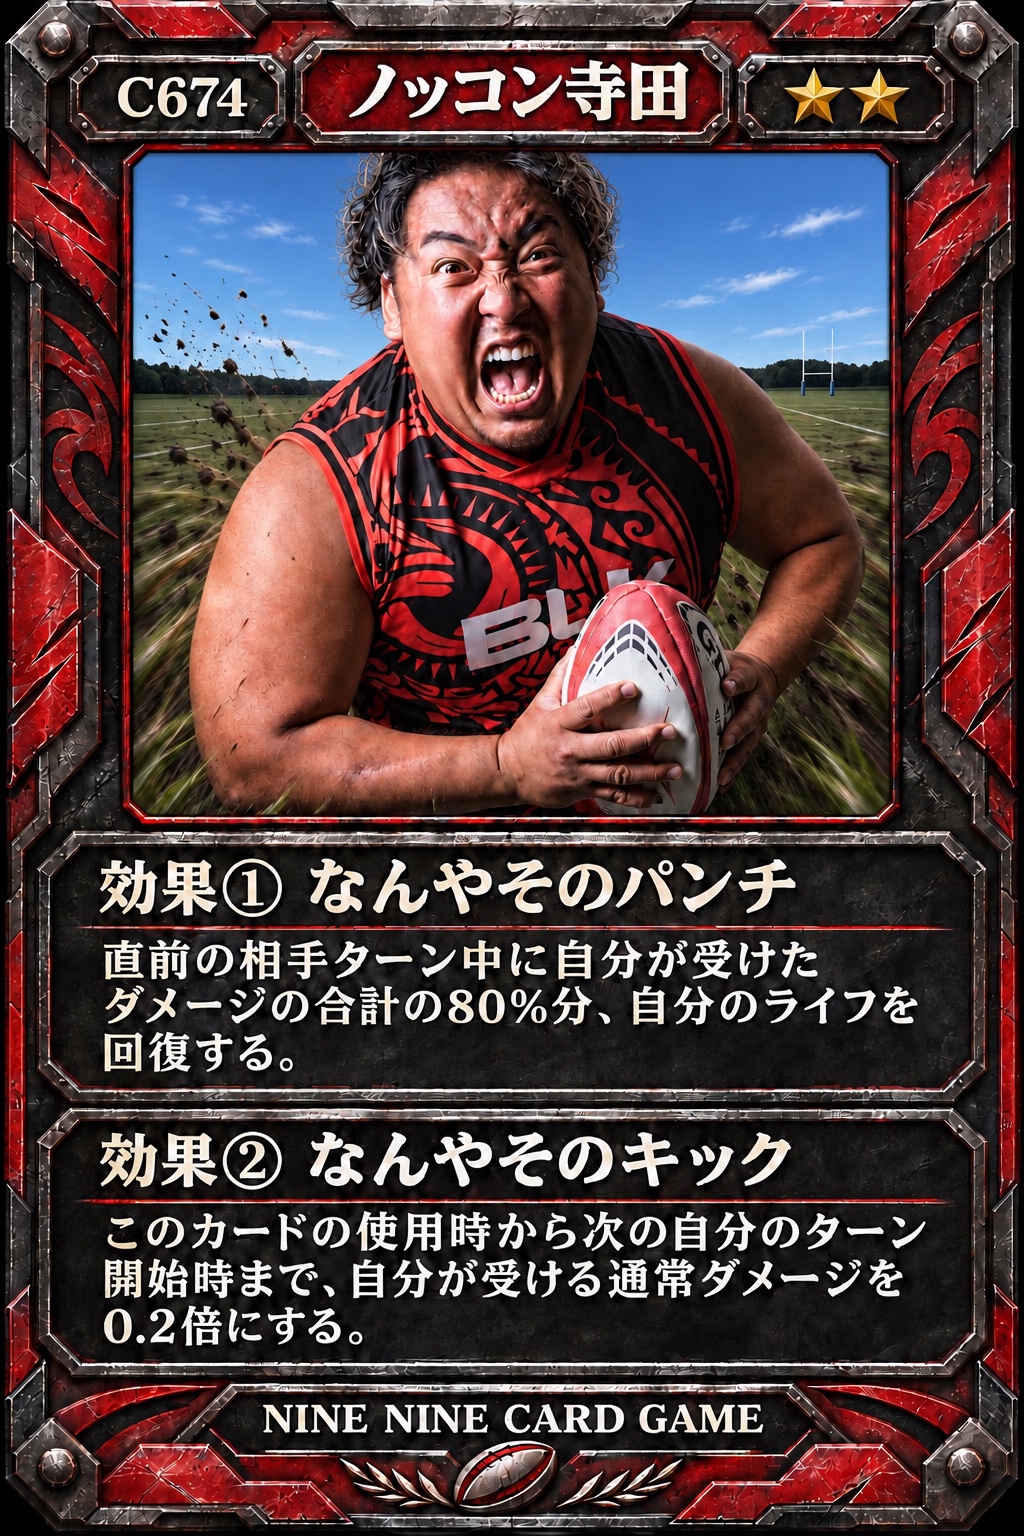 C674
ノッコン寺田
★★
効果① なんやそのパンチ
直前の相手ターン中に自分が受けた
ダメージの合計の80%分、自分のライフを
回復する。
効果② なんやそのキック
このカードの使用時から次の自分のターン
開始時まで、自分が受ける通常ダメージを
0.2倍にする。
NINE NINE CARD GAME